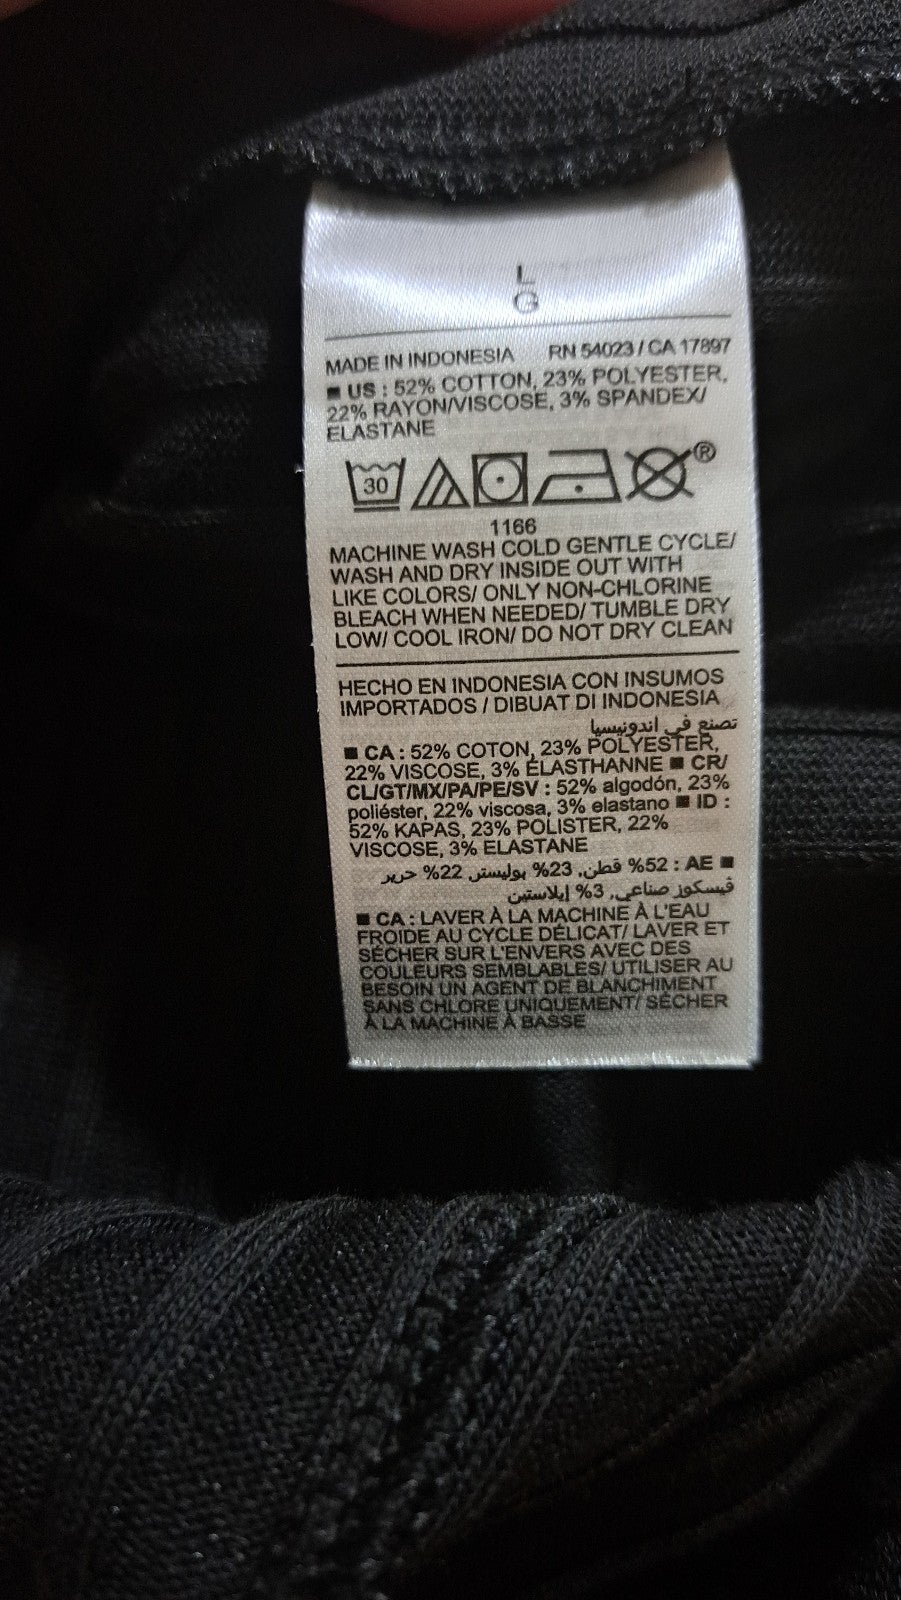 L
G
MADE IN INDONESIA RN 54023 / CA 17897
■ US : 52% COTTON, 23% POLYESTER,
22% RAYON/VISCOSE, 3% SPANDEX/
ELASTANE
30 ®
1166
MACHINE WASH COLD GENTLE CYCLE/
WASH AND DRY INSIDE OUT WITH
LIKE COLORS/ ONLY NON-CHLORINE
BLEACH WHEN NEEDED/ TUMBLE DRY
LOW/ COOL IRON/ DO NOT DRY CLEAN
HECHO EN INDONESIA CON INSUMOS
IMPORTADOS / DIBUAT DI INDONESIA
تصنع في اندونيسيا
■ CA : 52% COTON, 23% POLYESTER,
22% VISCOSE, 3% ÉLASTHANNE ■ CR/
CL/GT/MX/PA/PE/SV : 52% algodón, 23%
poliéster, 22% viscosa, 3% elastano ■ ID :
52% KAPAS, 23% POLISTER, 22%
VISCOSE, 3% ELASTANE
■ AE : 52% قطن, 23% بوليستر, 22% حرير
فيسكوز صناعي, 3% إيلاستين
■ CA : LAVER À LA MACHINE À L'EAU
FROIDE AU CYCLE DÉLICAT/ LAVER ET
SÉCHER SUR L'ENVERS AVEC DES
COULEURS SEMBLABLES/ UTILISER AU
BESOIN UN AGENT DE BLANCHIMENT
SANS CHLORE UNIQUEMENT/ SÉCHER
À LA MACHINE À BASSE